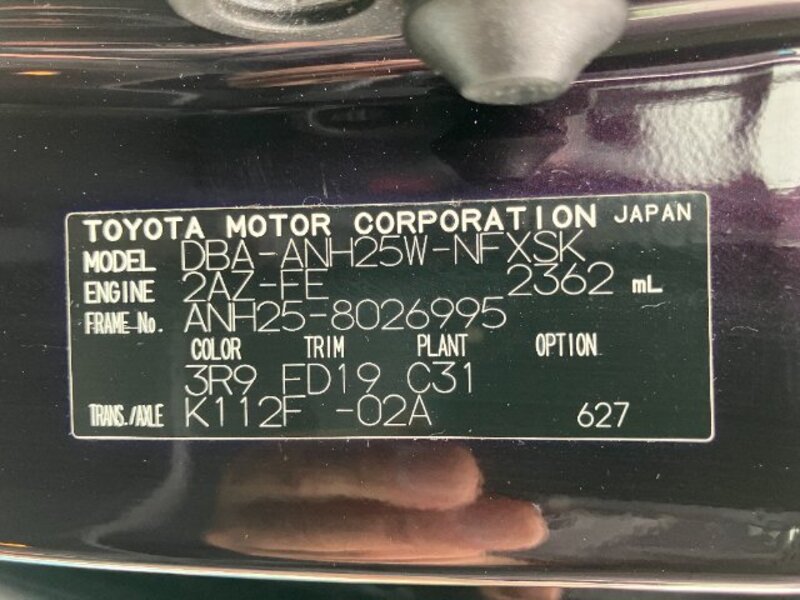 TOYOTA MOTOR CORPORATION JAPAN
MODEL DBA-ANH25W-NFXSK
ENGINE 2AZ-FE 2362 mL
FRAME No. ANH25-8026995
COLOR TRIM PLANT OPTION
3R9 FD19 C31
TRANS./AXLE K112F -02A 627